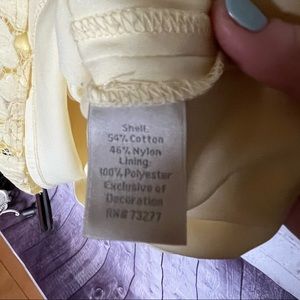 Shell:
54% Cotton
46% Nylon
Lining:
100% Polyester
Exclusive of
Decoration
RN# 73277